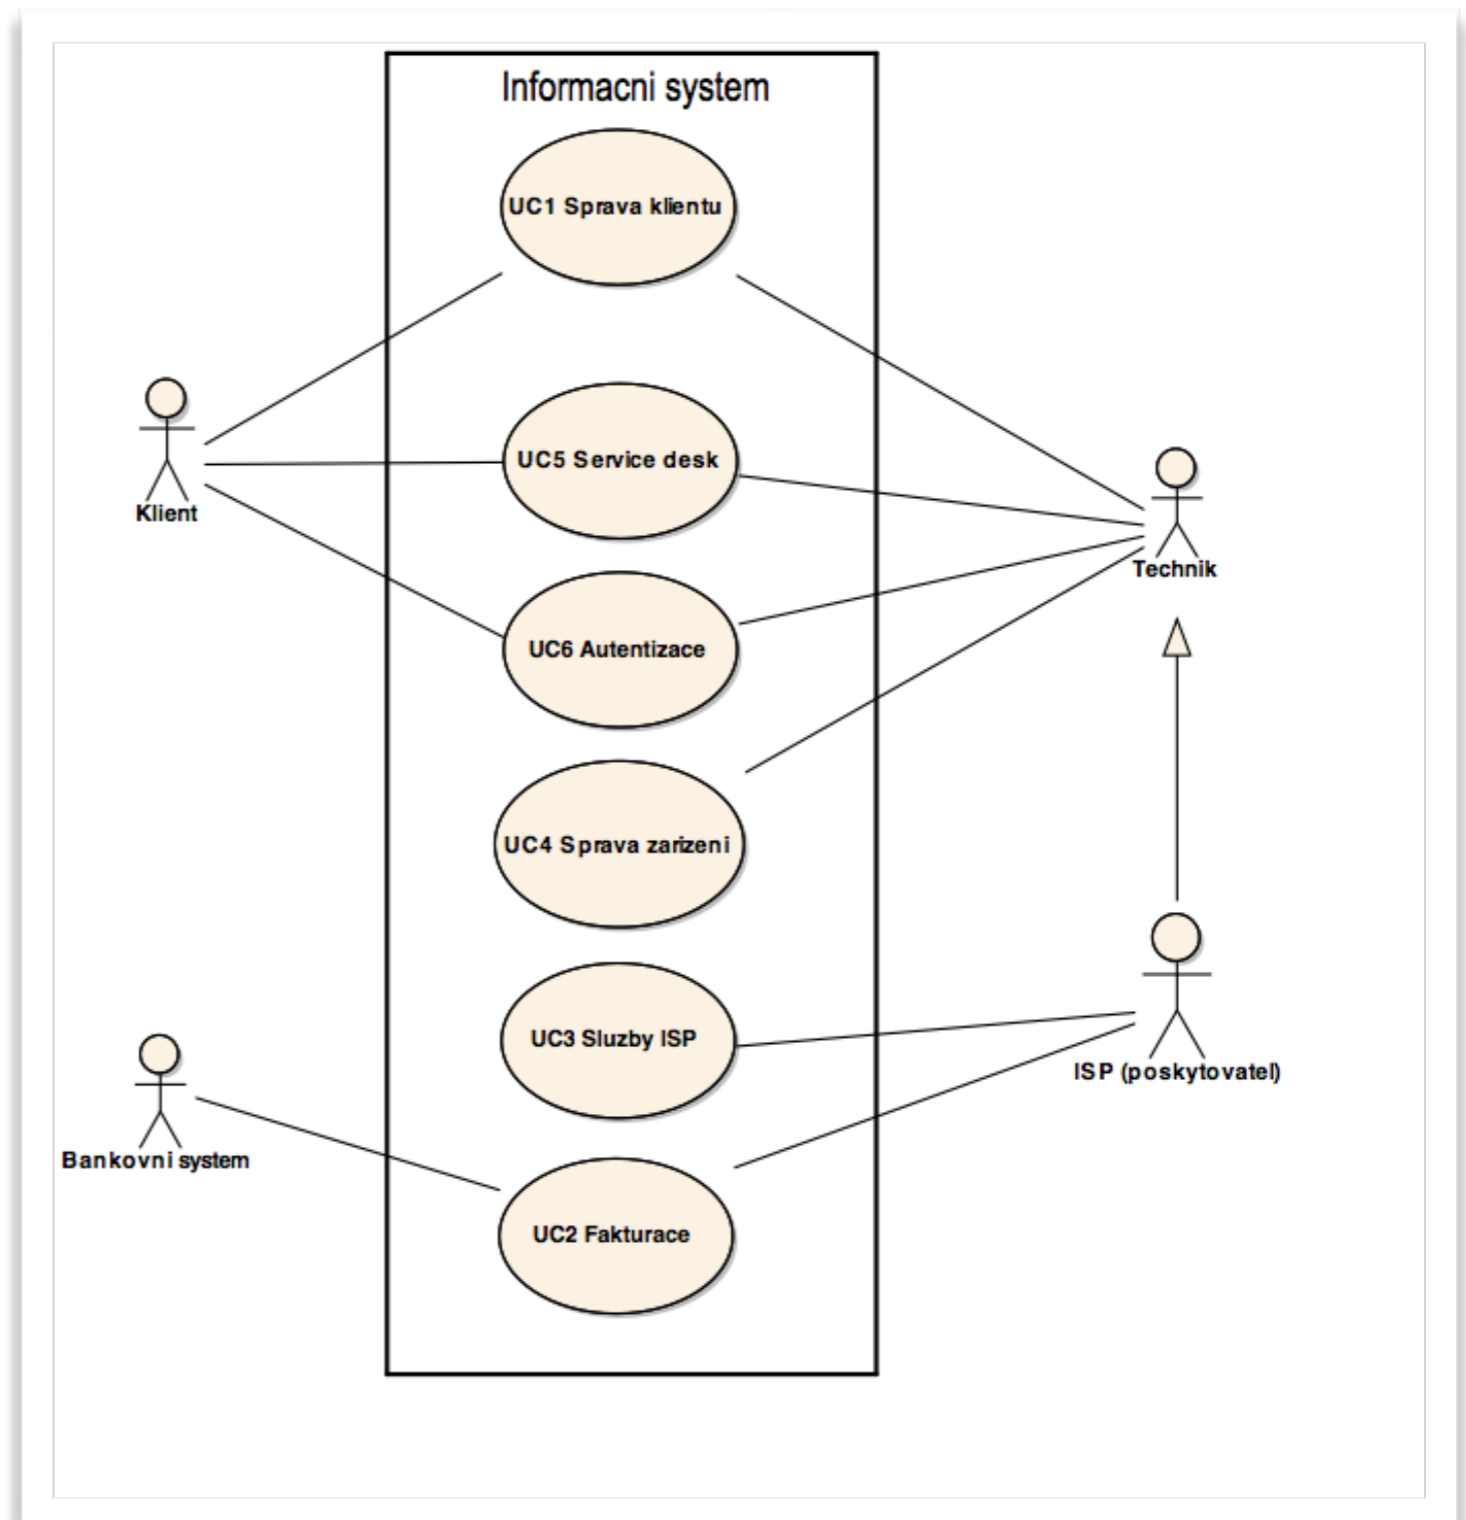 Informacni system
UC1 Sprava klientu
Klient
UC5 Service desk
Technik
UC6 Autentizace
UC4 Sprava zarizeni
UC3 Sluzby ISP
ISP (poskytovatel)
Bankovni system
UC2 Fakturace